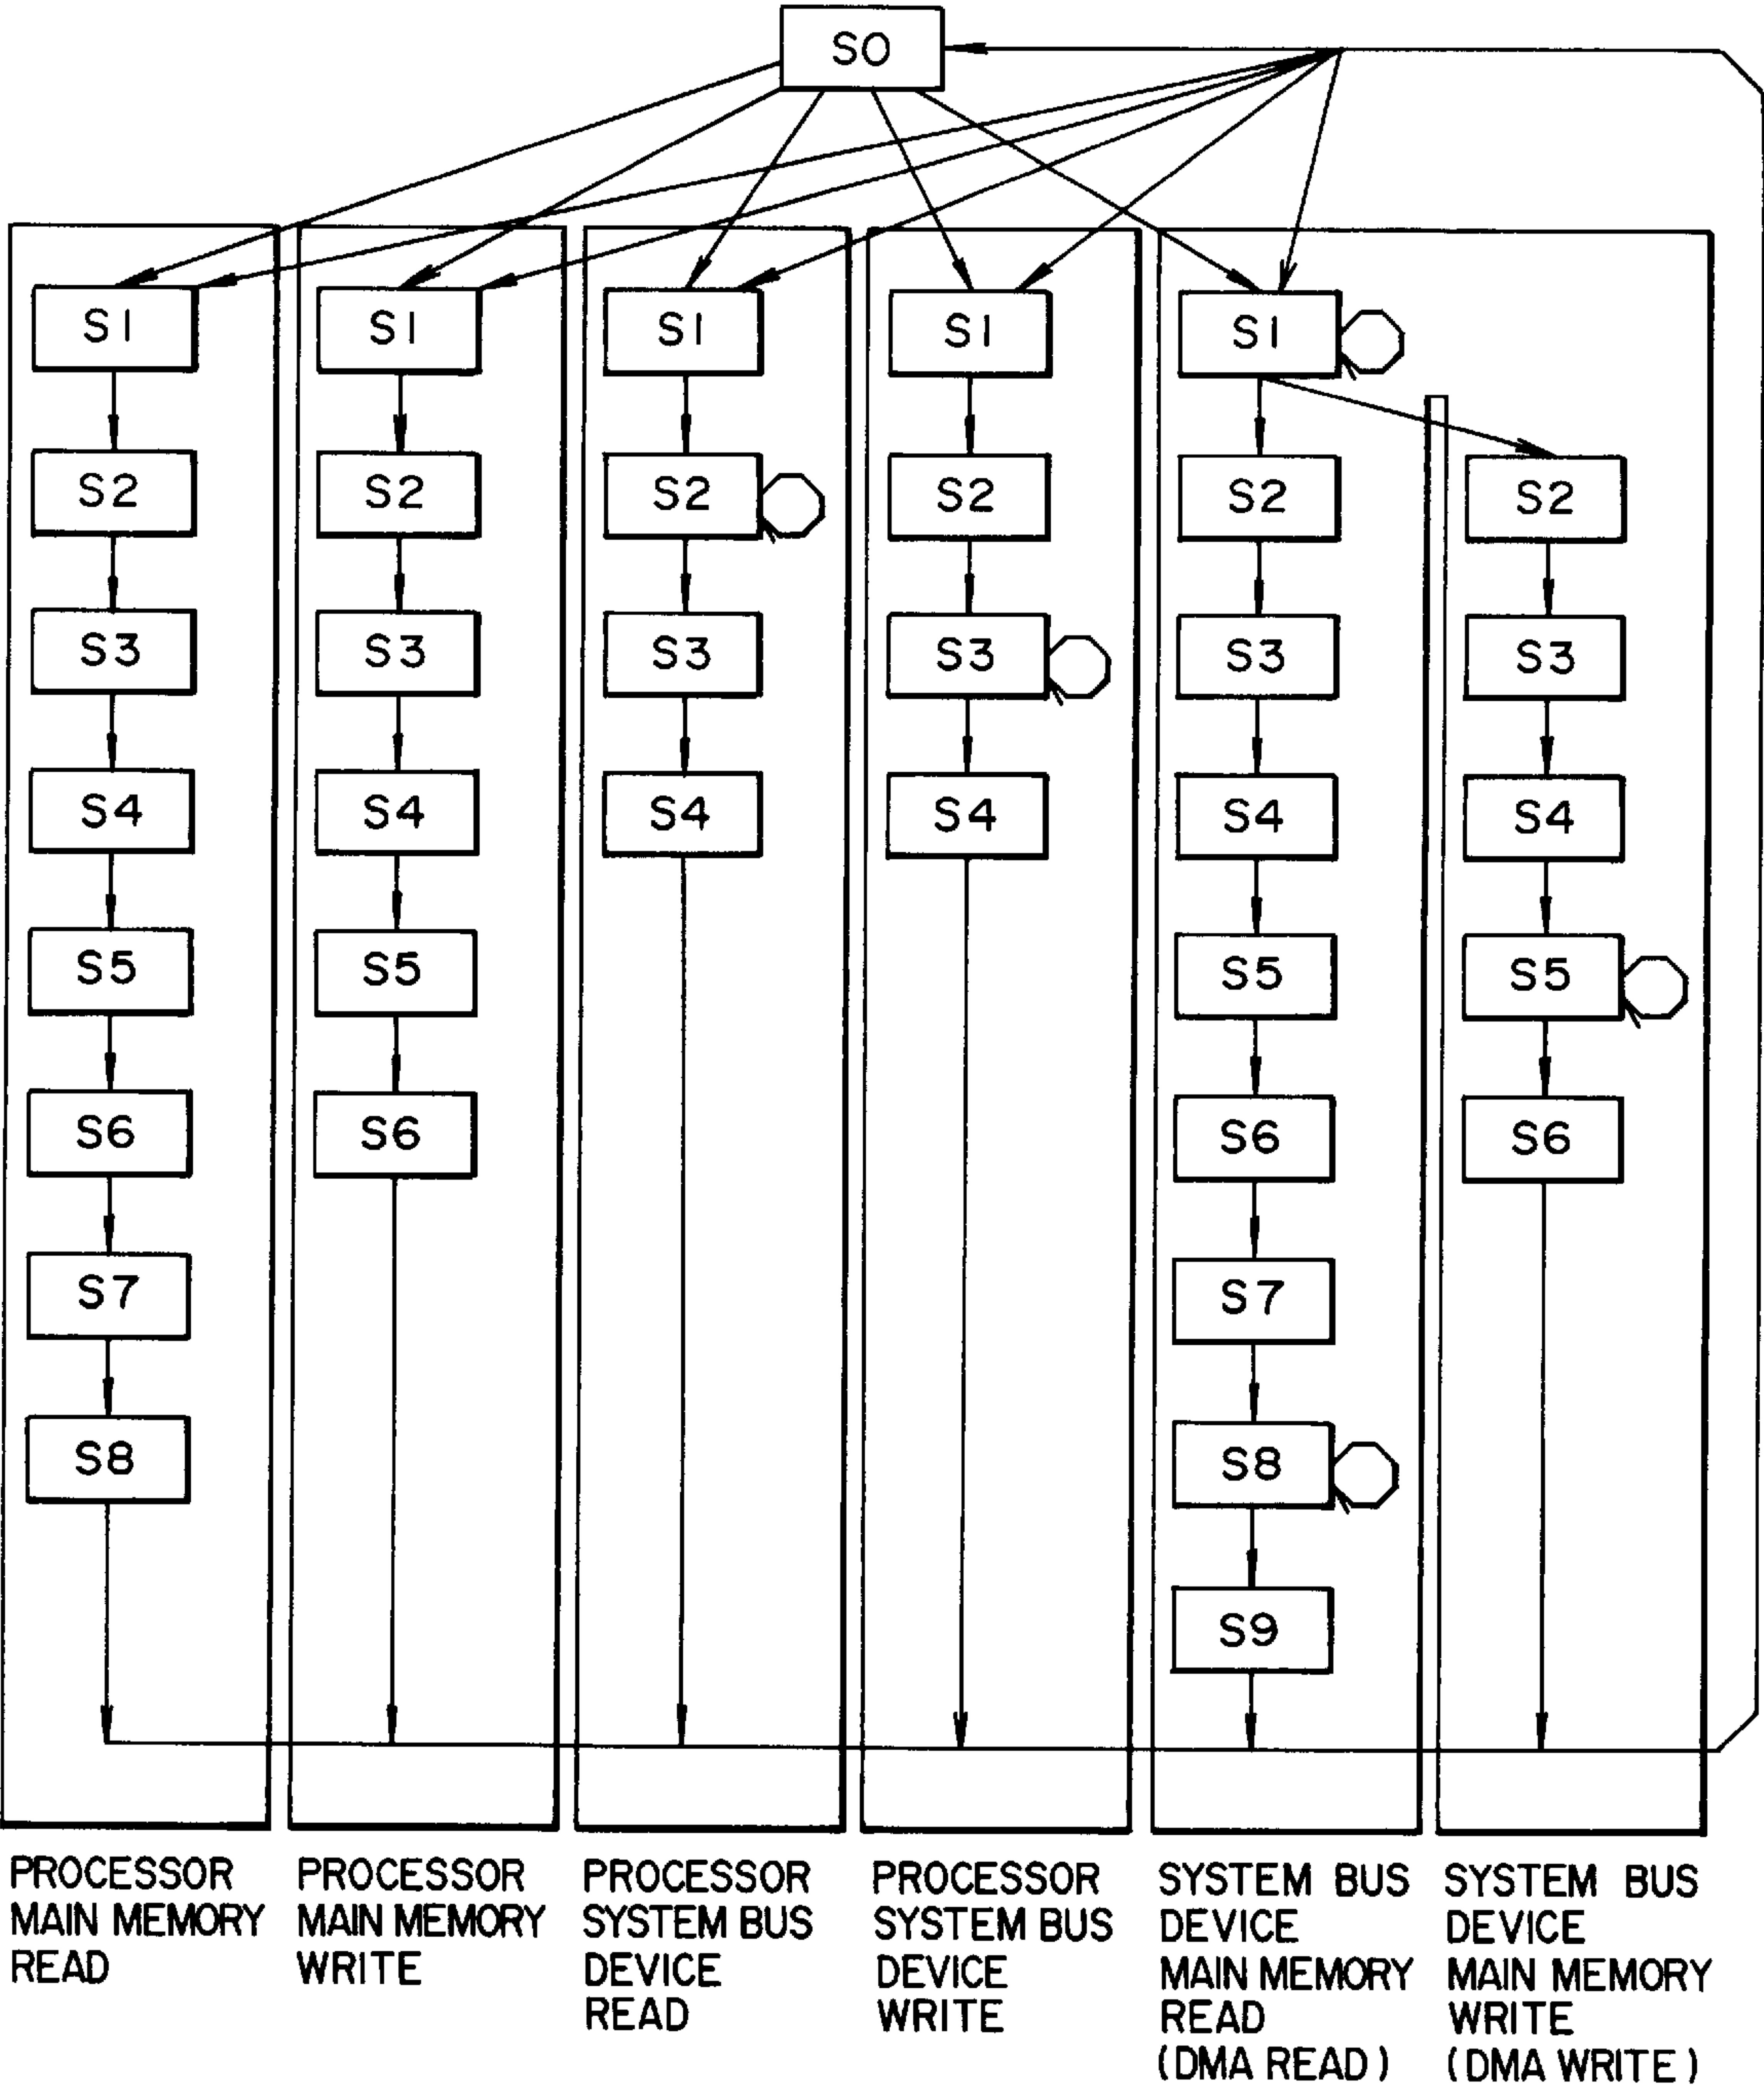 S0
S1
S2
S3
S4
S5
S6
S7
S8
PROCESSOR
MAIN MEMORY
READ
S1
S2
S3
S4
S5
S6
PROCESSOR
MAIN MEMORY
WRITE
S1
S2
S3
S4
PROCESSOR
SYSTEM BUS
DEVICE
READ
S1
S2
S3
S4
PROCESSOR
SYSTEM BUS
DEVICE
WRITE
S1
S2
S3
S4
S5
S6
S7
S8
S9
SYSTEM BUS
DEVICE
MAIN MEMORY
READ
(DMA READ)
S2
S3
S4
S5
S6
SYSTEM BUS
DEVICE
MAIN MEMORY
WRITE
(DMA WRITE)